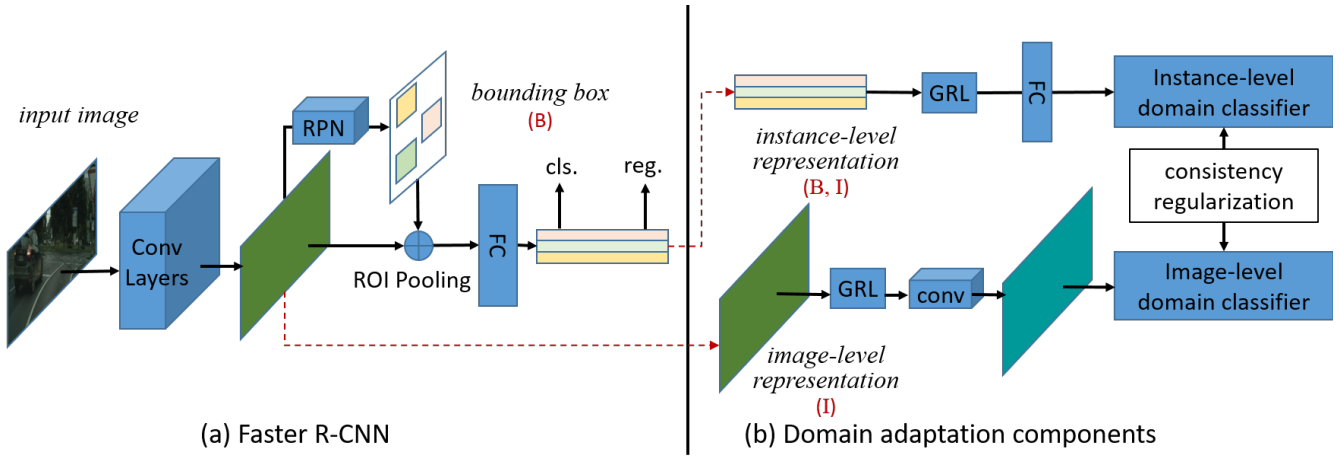 input image
Conv
Layers
RPN
bounding box
(B)
ROI Pooling
FC
cls.
reg.
(a) Faster R-CNN
instance-level
representation
(B, I)
GRL
FC
Instance-level
domain classifier
consistency
regularization
image-level
representation
(I)
GRL
conv
Image-level
domain classifier
(b) Domain adaptation components